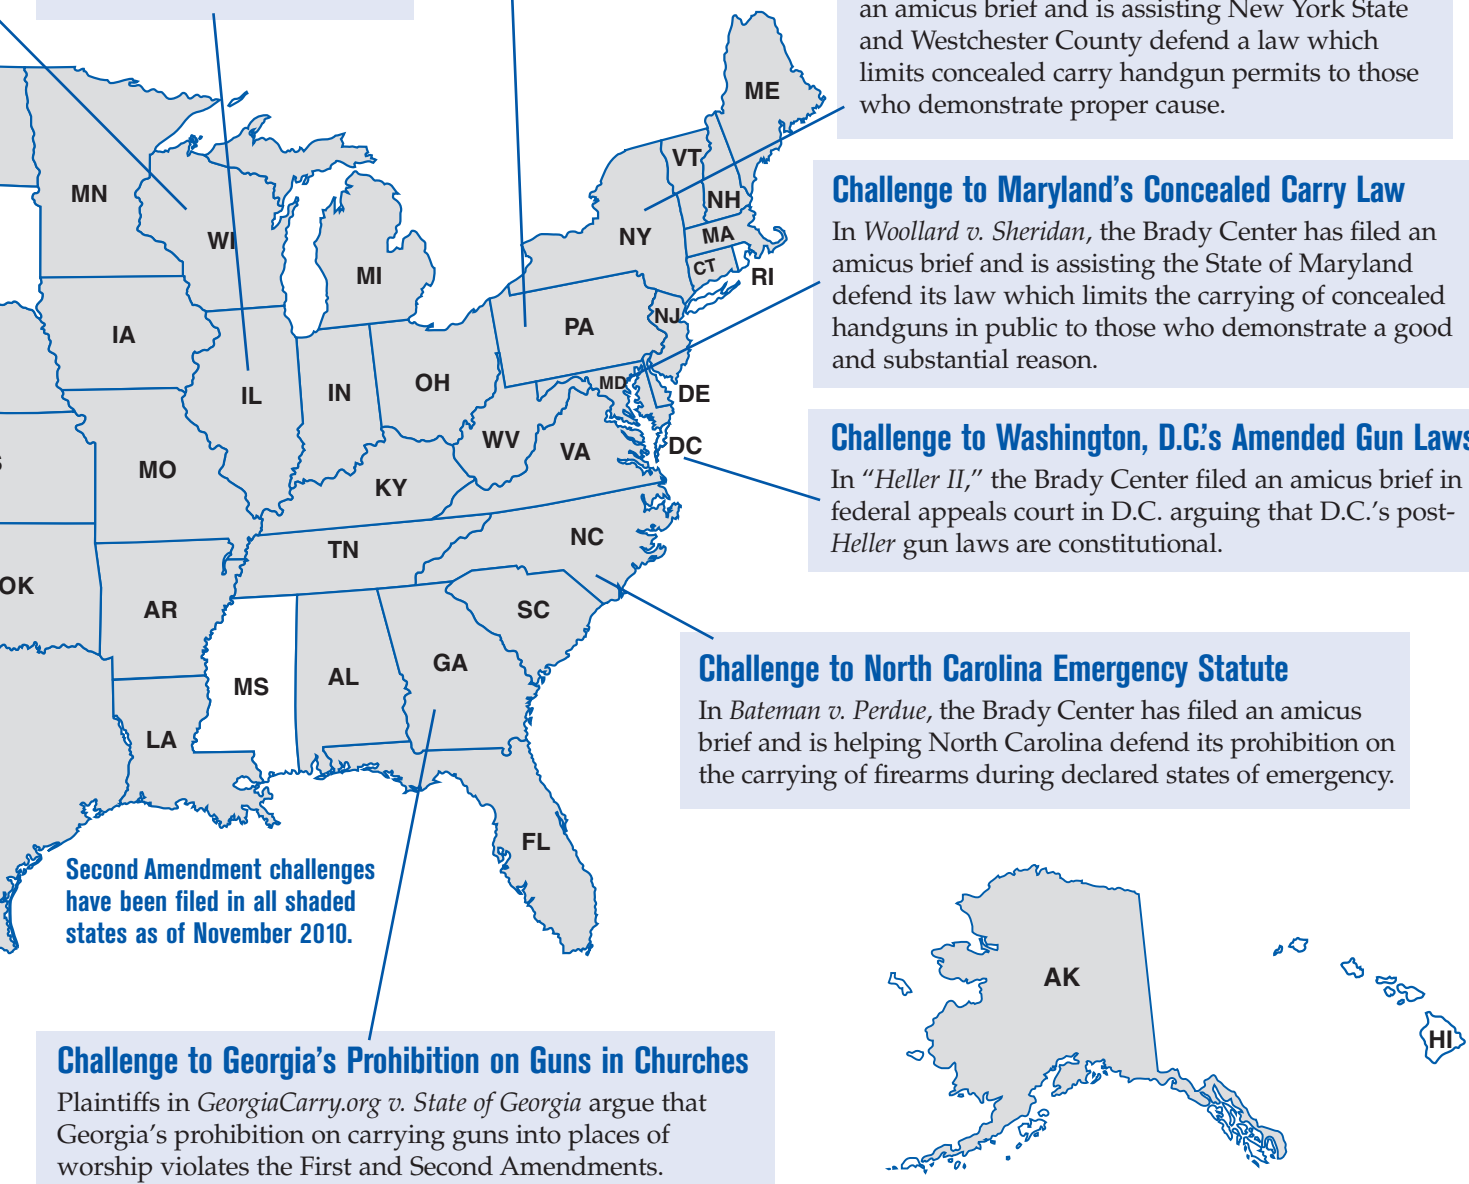 an amicus brief and is assisting New York State
and Westchester County defend a law which
limits concealed carry handgun permits to those
who demonstrate proper cause.
Challenge to Maryland's Concealed Carry Law
In Woollard v. Sheridan, the Brady Center has filed an
amicus brief and is assisting the State of Maryland
defend its law which limits the carrying of concealed
handguns in public to those who demonstrate a good
and substantial reason.
Challenge to Washington, D.C.'s Amended Gun Laws
In “Heller II,” the Brady Center filed an amicus brief in
federal appeals court in D.C. arguing that D.C.'s post-
Heller gun laws are constitutional.
Challenge to North Carolina Emergency Statute
In Bateman v. Perdue, the Brady Center has filed an amicus
brief and is helping North Carolina defend its prohibition on
the carrying of firearms during declared states of emergency.
ME
VT
NH
MN
WI
NY
MA
CT
RI
MI
IA
PA
NJ
IL
IN
OH
MD
DE
WV
VA
DC
MO
KY
TN
NC
OK
AR
SC
MS
AL
GA
LA
FL
AK
HI
Second Amendment challenges
have been filed in all shaded
states as of November 2010.
Challenge to Georgia's Prohibition on Guns in Churches
Plaintiffs in GeorgiaCarry.org v. State of Georgia argue that
Georgia's prohibition on carrying guns into places of
worship violates the First and Second Amendments.